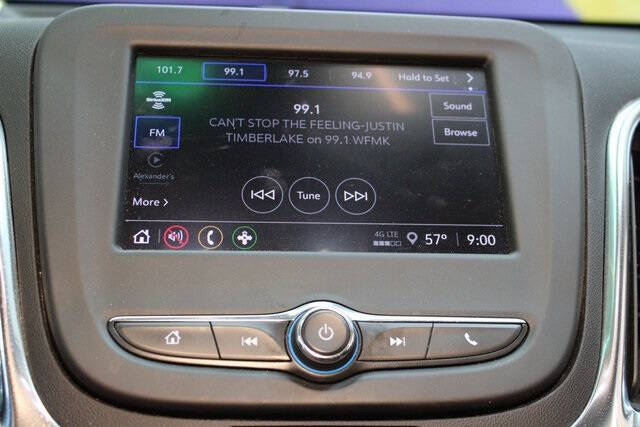 101.7 99.1 97.5 94.9 Hold to Set >
SiriusXM
99.1
CAN'T STOP THE FEELING-JUSTIN
TIMBERLAKE on 99.1 WFMK
Sound
FM
Browse
Alexander's
Tune
More >
4G LTE
57° 9:00